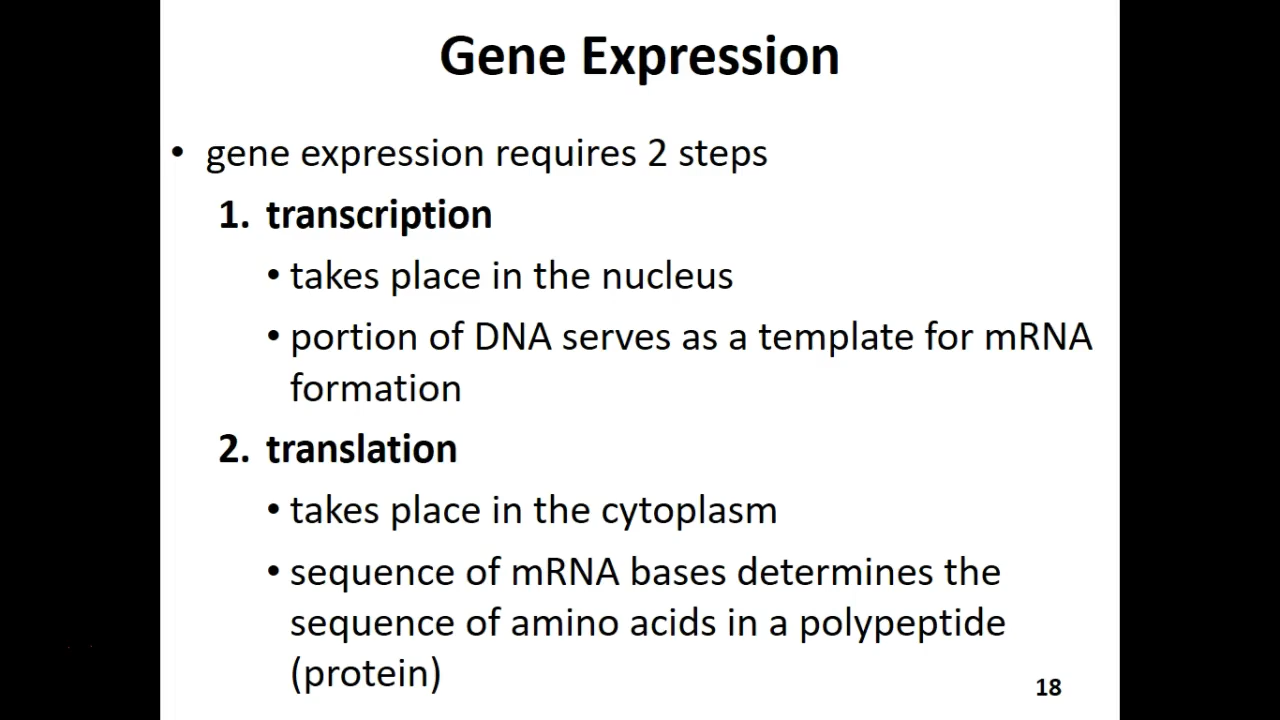 Gene Expression
• gene expression requires 2 steps
1. transcription
• takes place in the nucleus
• portion of DNA serves as a template for mRNA
formation
2. translation
• takes place in the cytoplasm
• sequence of mRNA bases determines the
sequence of amino acids in a polypeptide
(protein)
18